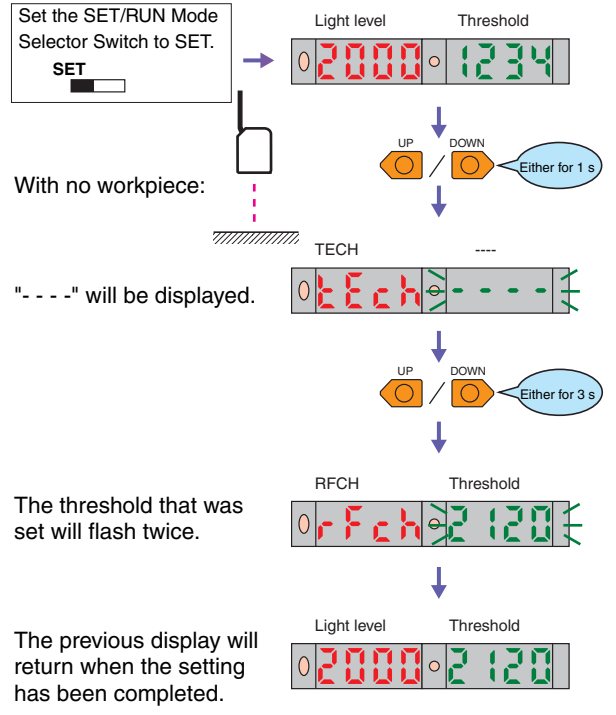 Set the SET/RUN Mode
Selector Switch to SET.
SET
Light level Threshold
2000 1234
UP / DOWN
Either for 1 s
With no workpiece:
TECH ----
tEch ----
"- - - -" will be displayed.
UP / DOWN
Either for 3 s
RFCH Threshold
rFch 2120
The threshold that was
set will flash twice.
Light level Threshold
2000 2120
The previous display will
return when the setting
has been completed.